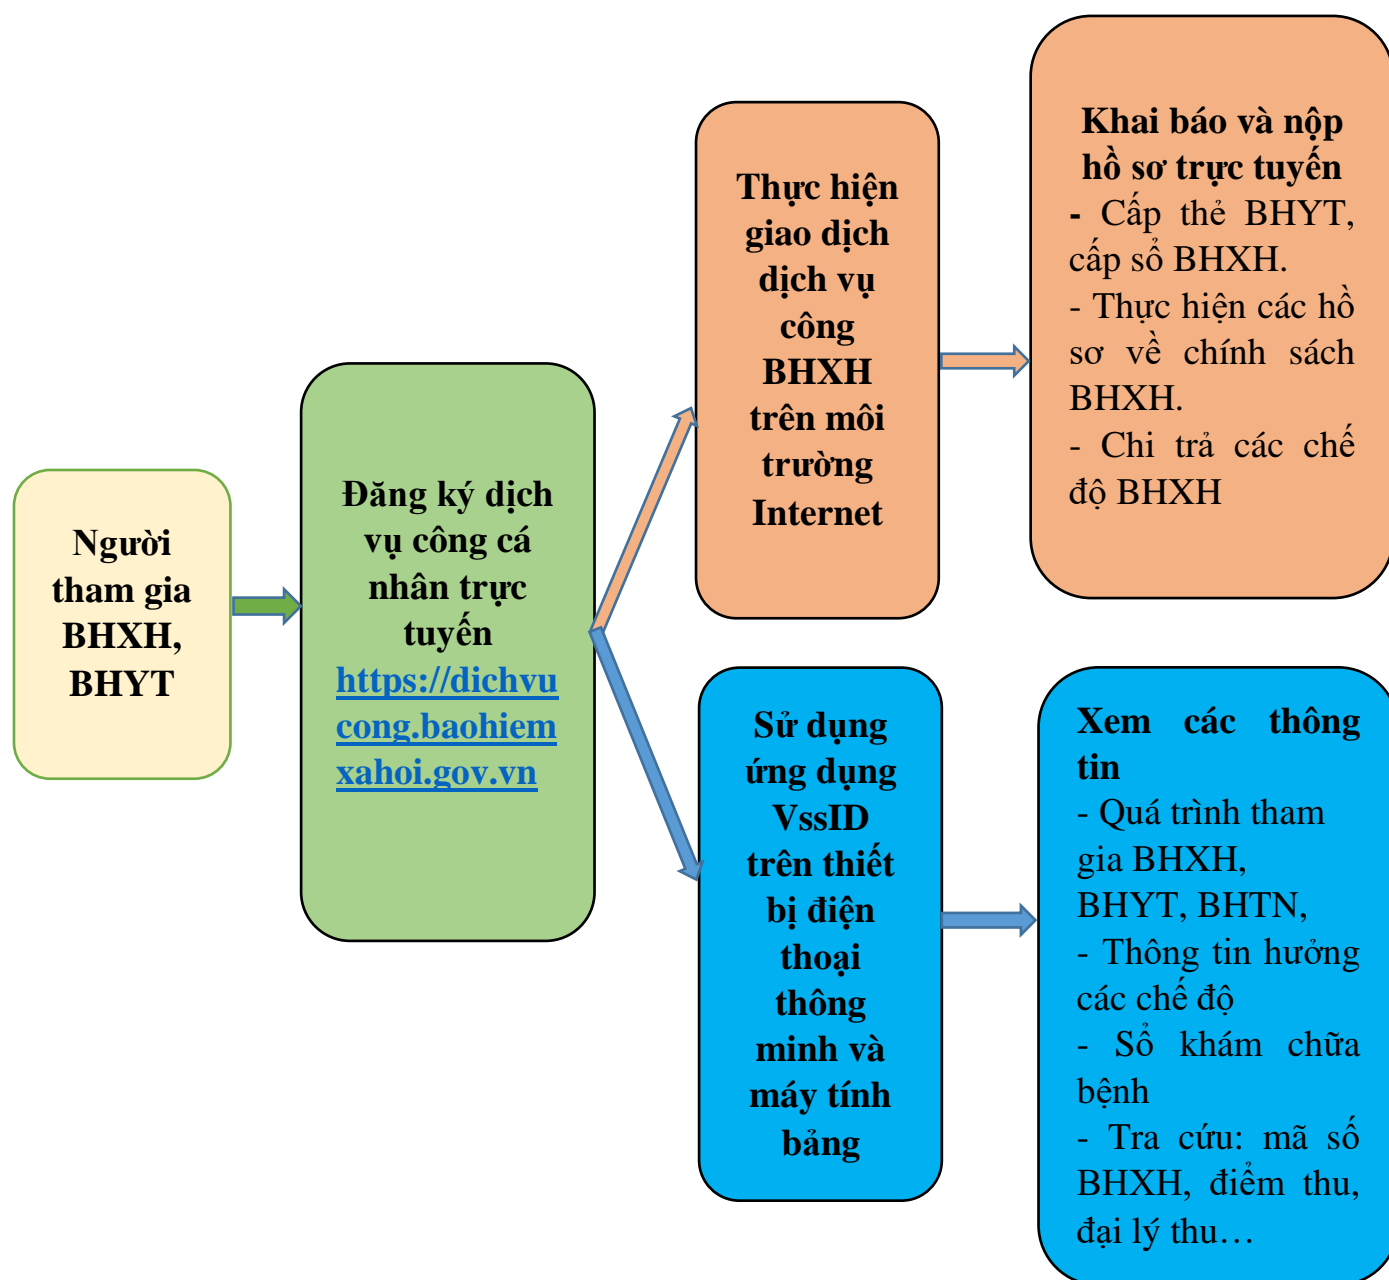 Người
tham gia
BHXH,
BHYT
Đăng ký dịch
vụ công cá
nhân trực
tuyến
https://dichvu
cong.baohiem
xahoi.gov.vn
Thực hiện
giao dịch
dịch vụ
công
BHXH
trên môi
trường
Internet
Khai báo và nộp
hồ sơ trực tuyến
- Cấp thẻ BHYT,
cấp sổ BHXH.
- Thực hiện các hồ
sơ về chính sách
BHXH.
- Chi trả các chế
độ BHXH
Sử dụng
ứng dụng
VssID
trên thiết
bị điện
thoại
thông
minh và
máy tính
bảng
Xem các thông
tin
- Quá trình tham
gia BHXH,
BHYT, BHTN,
- Thông tin hưởng
các chế độ
- Sổ khám chữa
bệnh
- Tra cứu: mã số
BHXH, điểm thu,
đại lý thu…